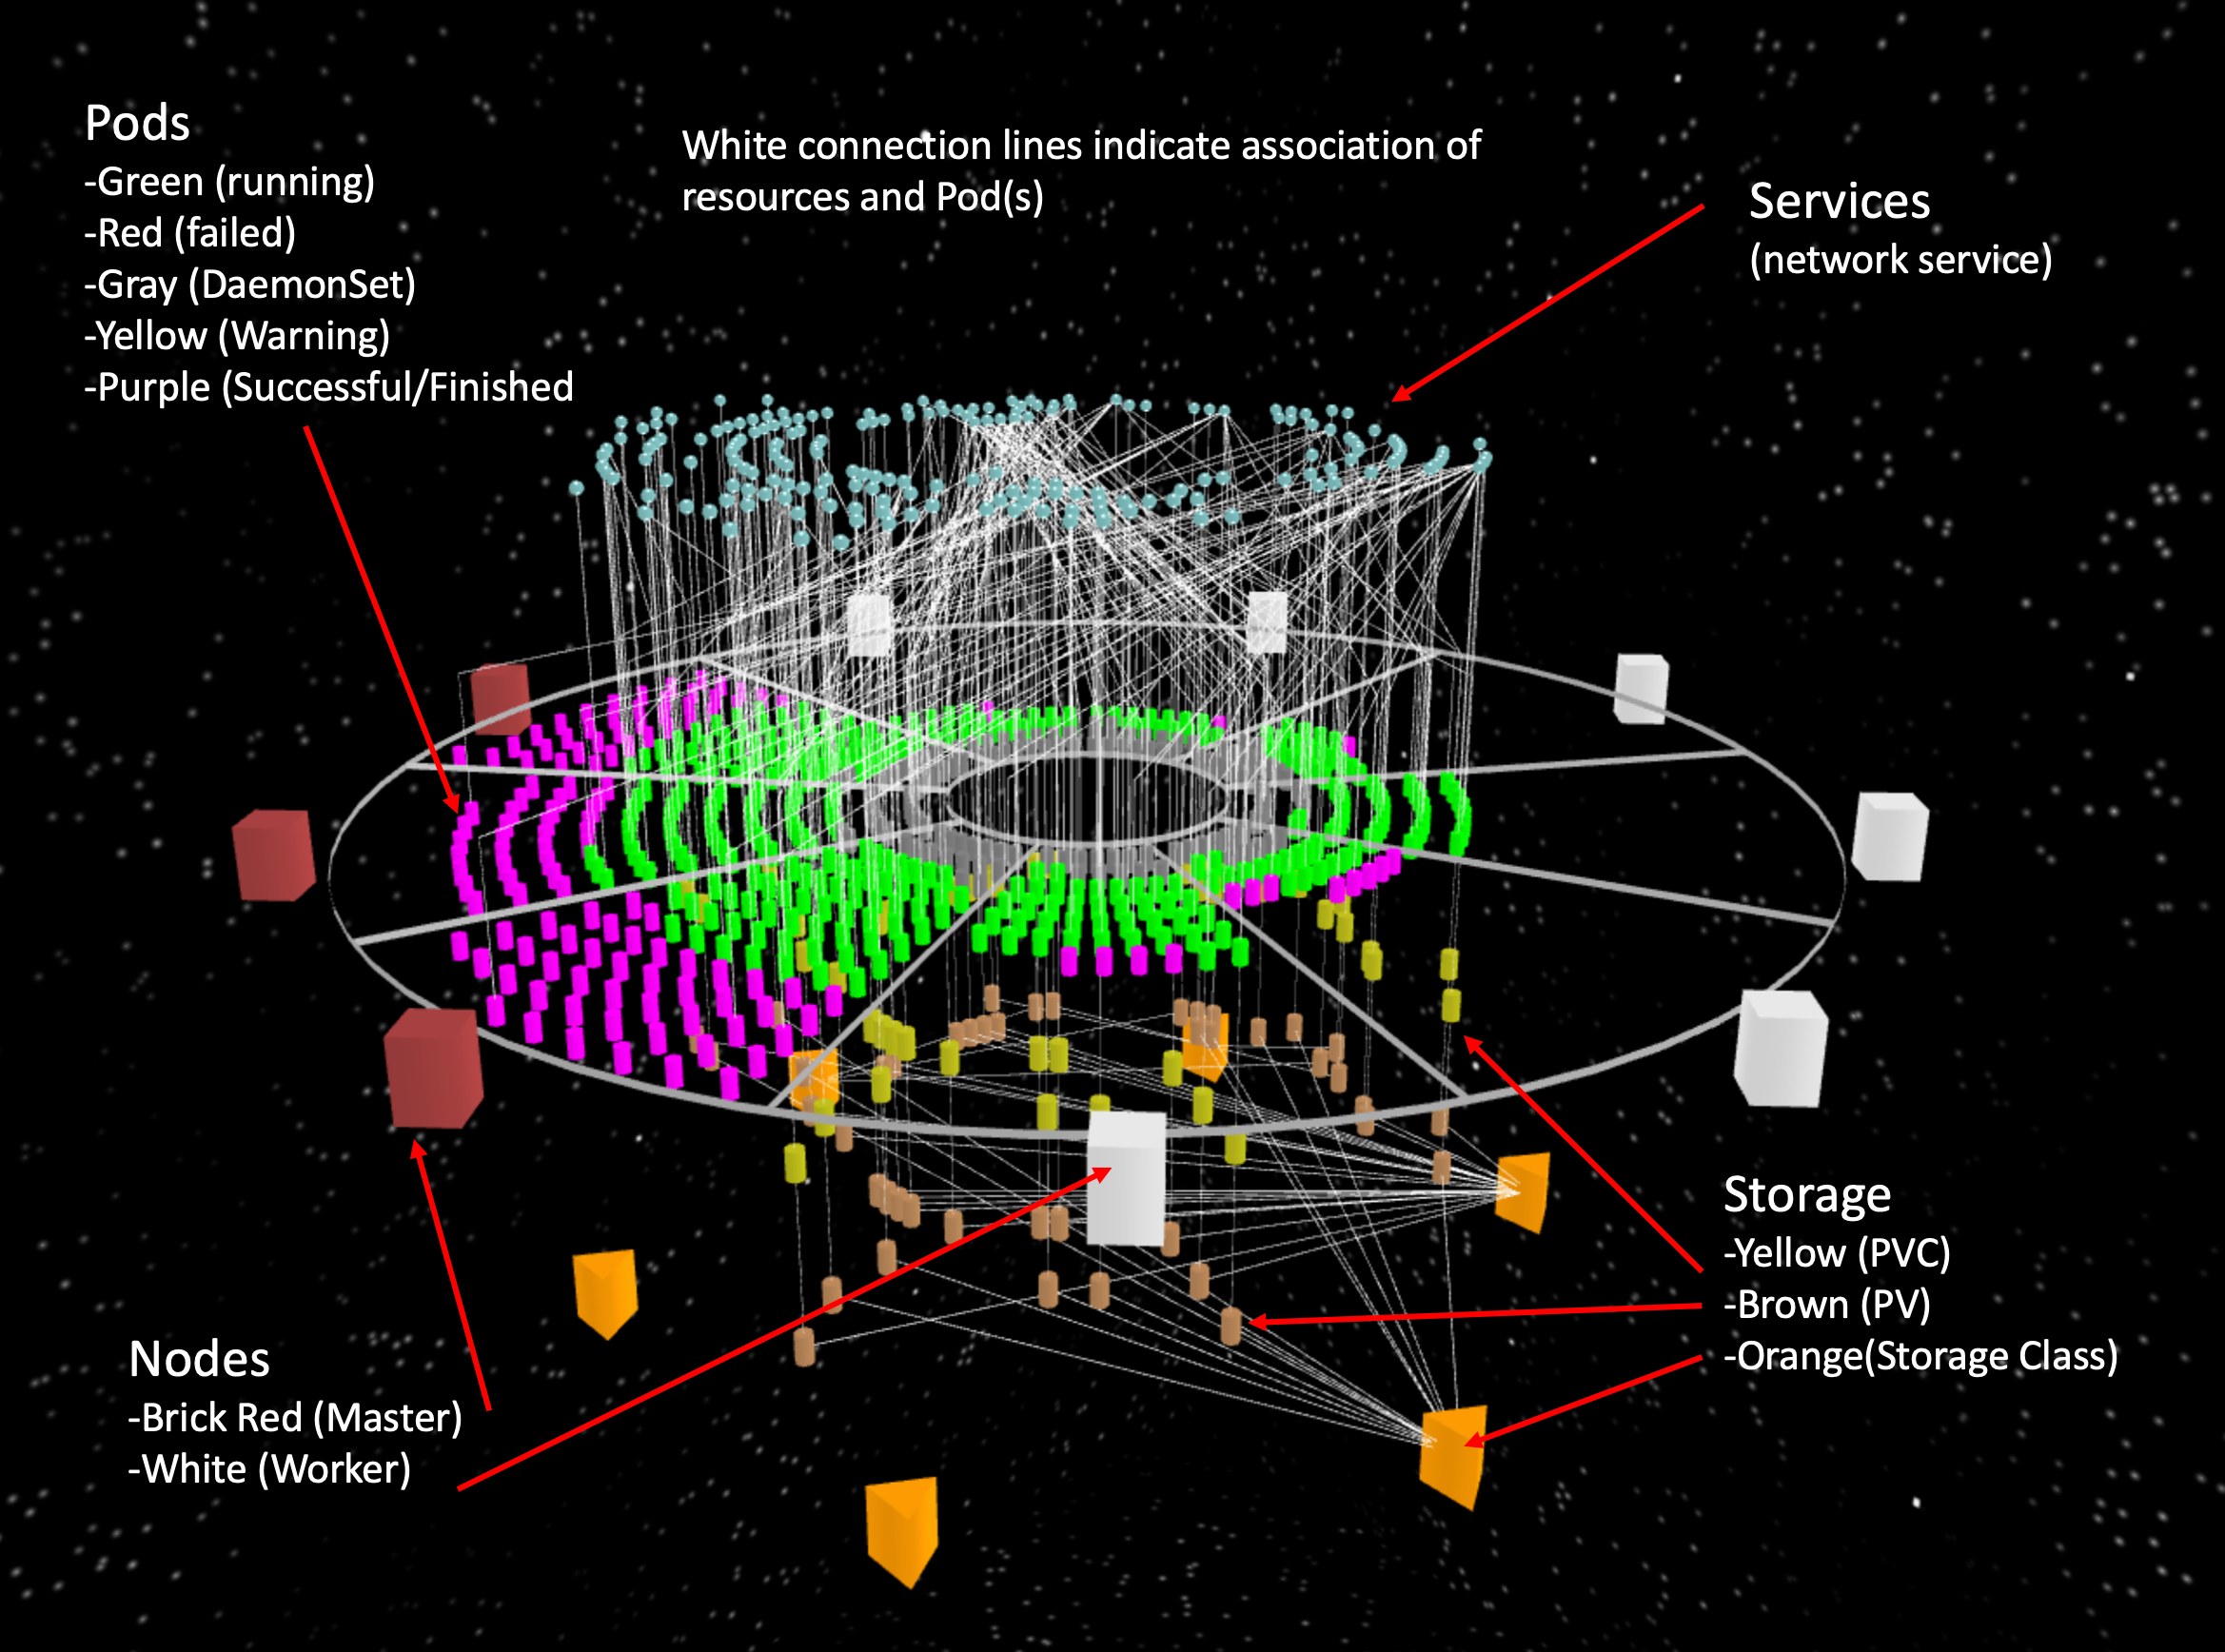 Pods
-Green (running)
-Red (failed)
-Gray (DaemonSet)
-Yellow (Warning)
-Purple (Successful/Finished
White connection lines indicate association of
resources and Pod(s)
Services
(network service)
Nodes
-Brick Red (Master)
-White (Worker)
Storage
-Yellow (PVC)
-Brown (PV)
-Orange(Storage Class)